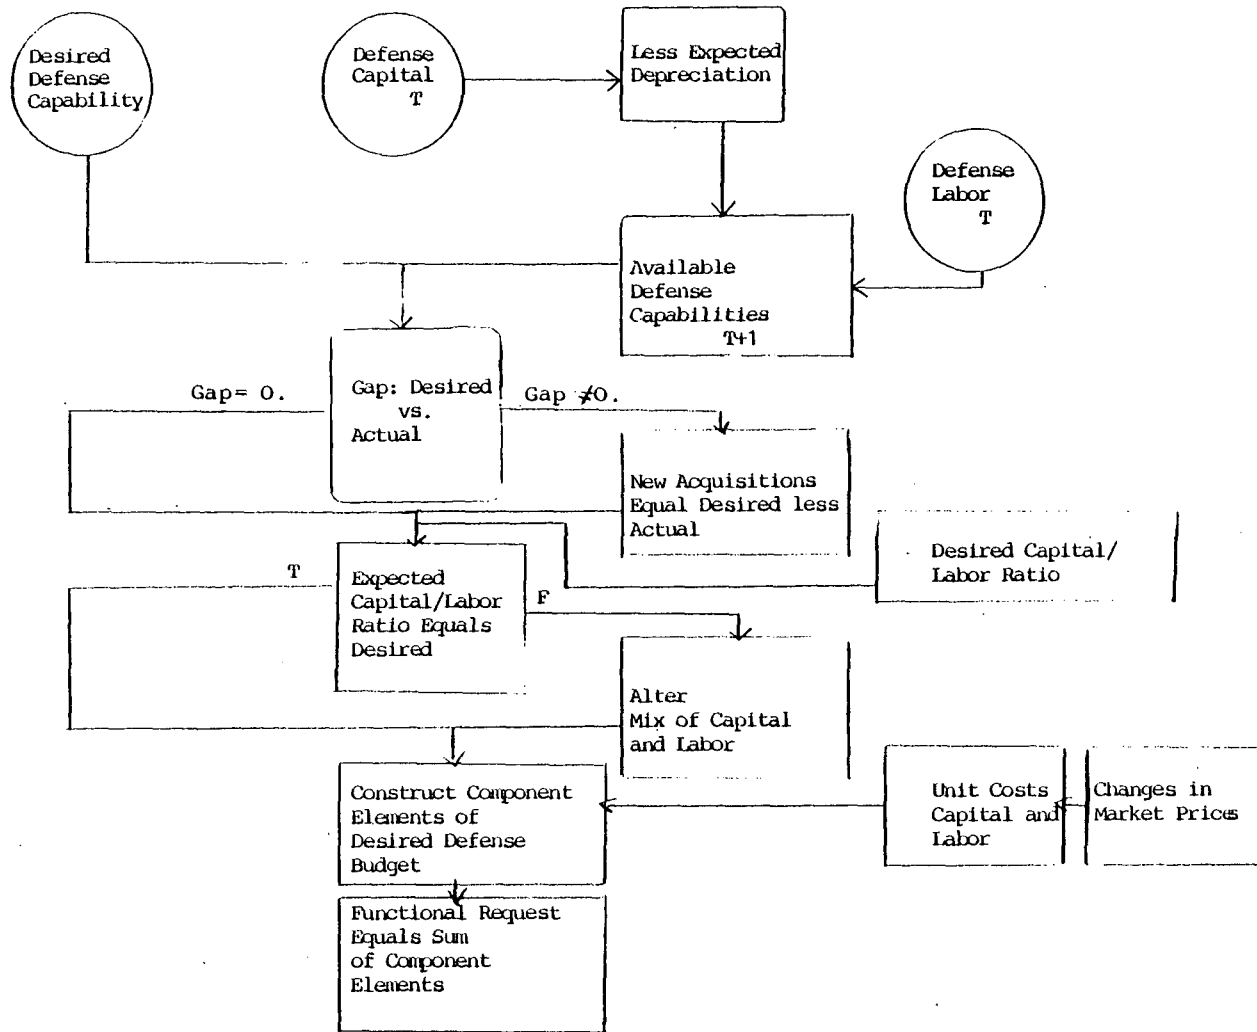 Desired
Defense
Capability
Defense
Capital
T
Less Expected
Depreciation
Defense
Labor
T
Available
Defense
Capabilities
T+1
Gap= O.
Gap: Desired
vs.
Actual
Gap ≠O.
New Acquisitions
Equal Desired less
Actual
Desired Capital/
Labor Ratio
T
Expected
Capital/Labor
Ratio Equals
Desired
F
Alter
Mix of Capital
and Labor
Construct Component
Elements of
Desired Defense
Budget
Unit Costs
Capital and
Labor
Changes in
Market Prices
Functional Request
Equals Sum
of Component
Elements